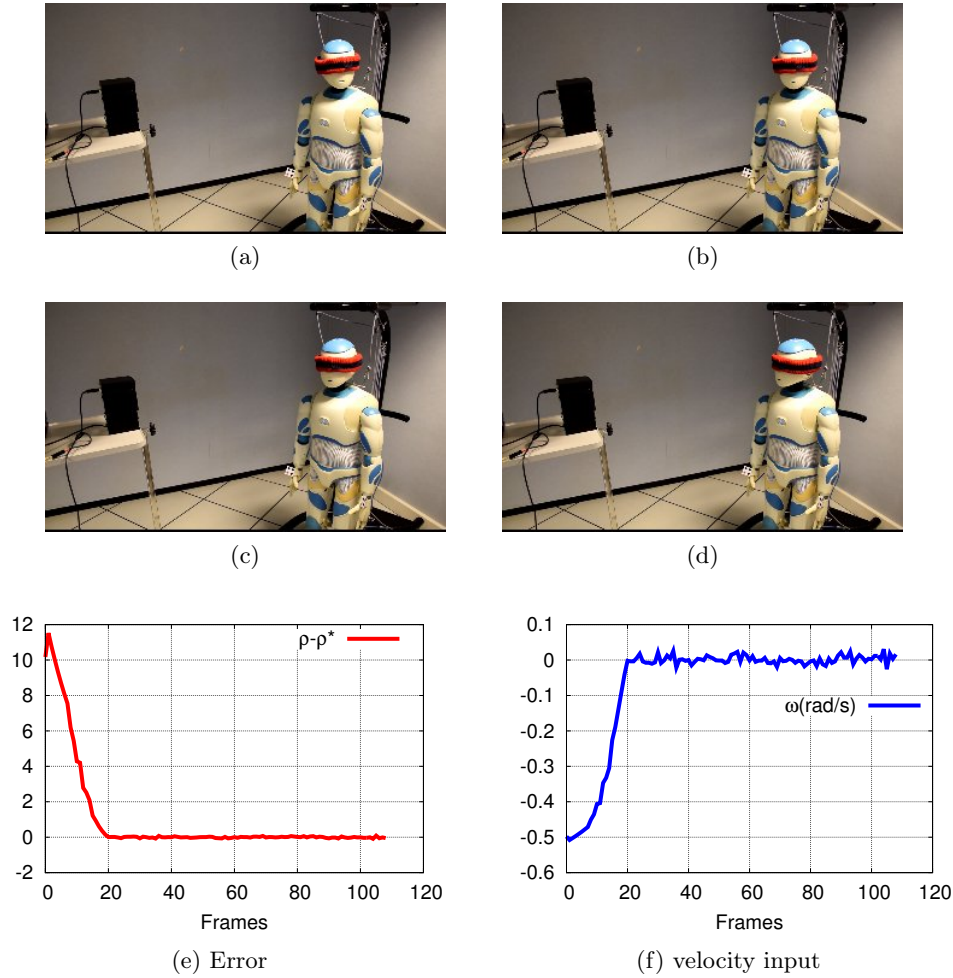 (a)
(b)
(c)
(d)
12
10
8
6
4
2
0
-2
0 20 40 60 80 100 120
ρ-ρ*
Frames
(e) Error
0.1
0
-0.1
-0.2
-0.3
-0.4
-0.5
-0.6
0 20 40 60 80 100 120
ω(rad/s)
Frames
(f) velocity input